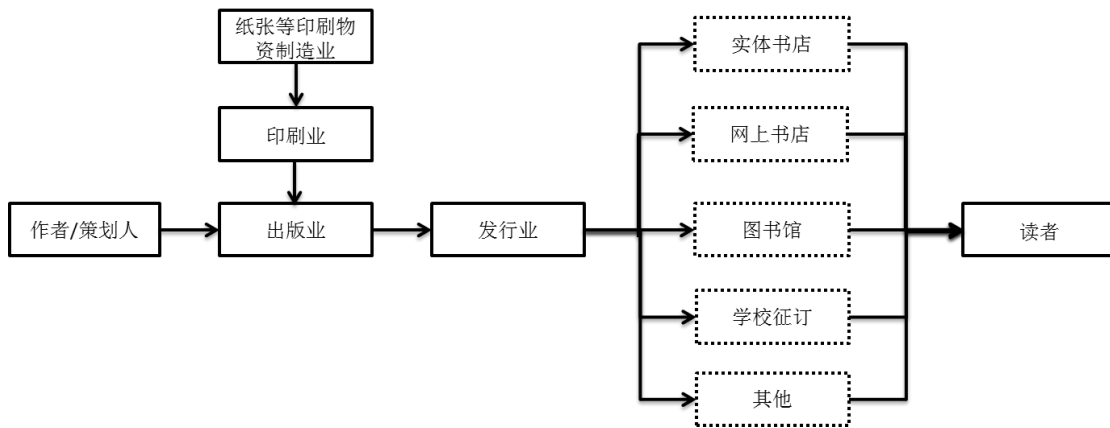 纸张等印刷物
资制造业
实体书店
印刷业
网上书店
作者/策划人
出版业
发行业
图书馆
读者
学校征订
其他